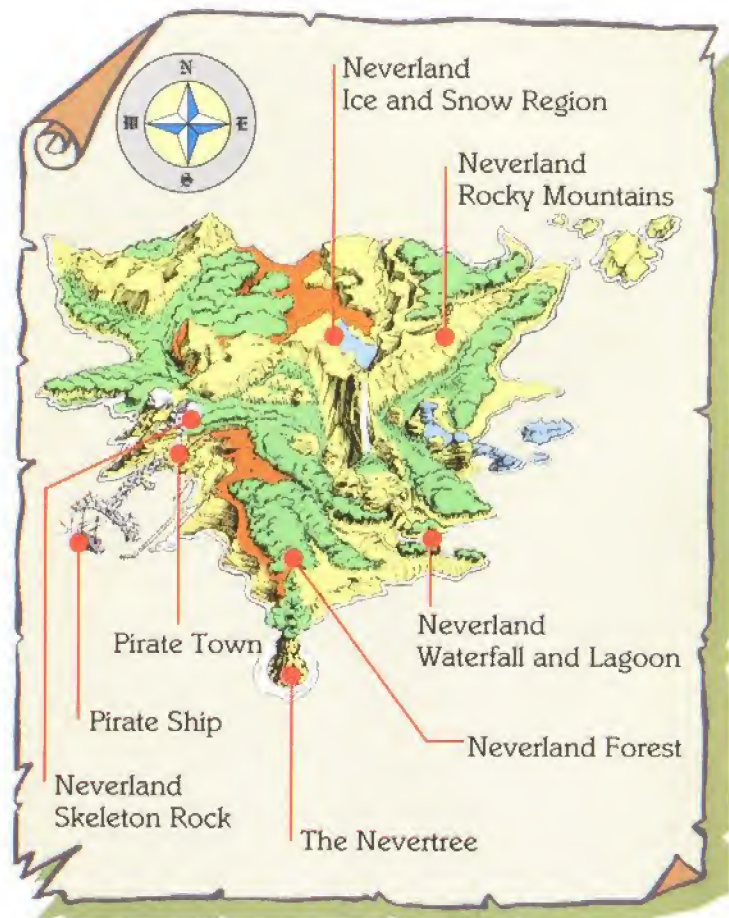 N
W
E
S
Neverland
Ice and Snow Region
Neverland
Rocky Mountains
Pirate Town
Neverland
Waterfall and Lagoon
Pirate Ship
Neverland Forest
Neverland
Skeleton Rock
The Nevertree